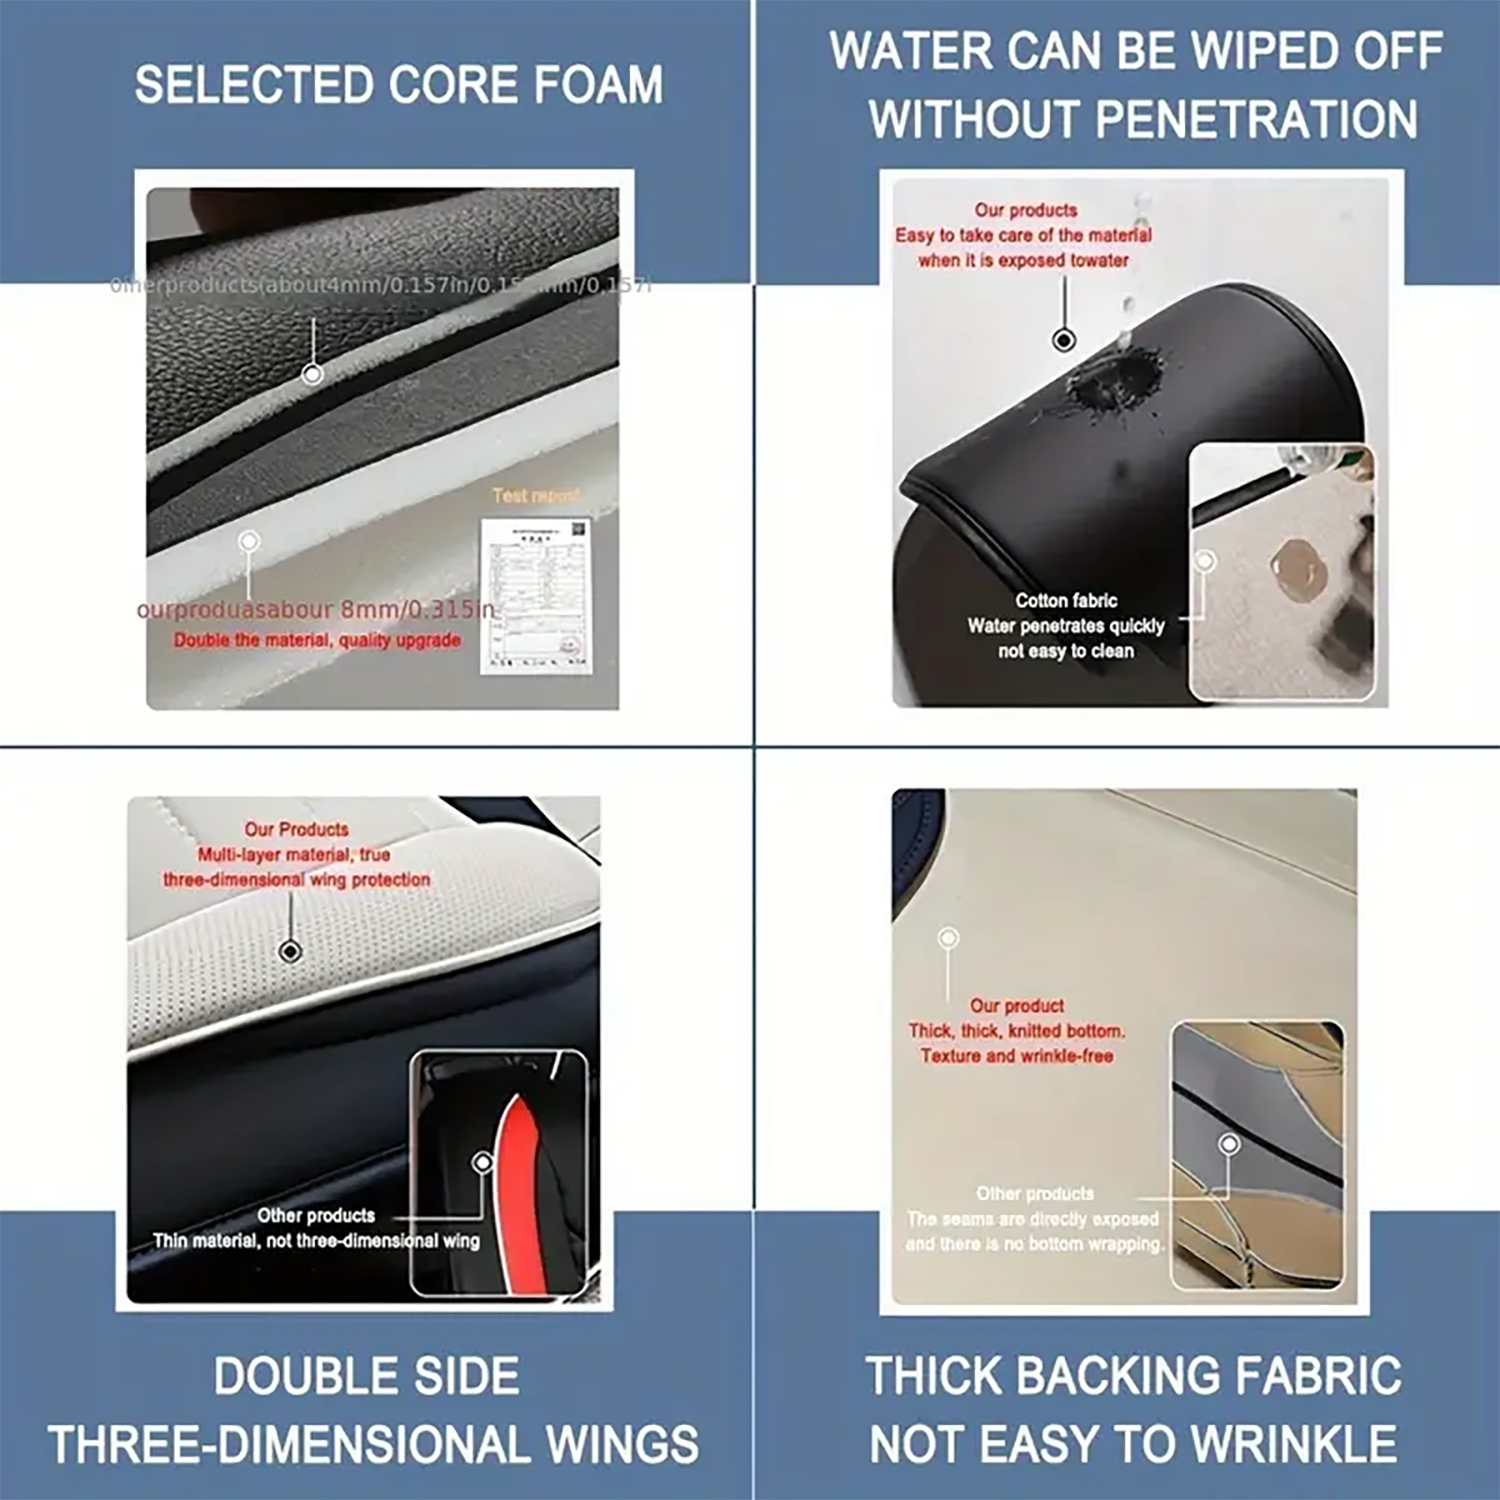 SELECTED CORE FOAM
otherproducts(about4mm/0.157in/0.15 mm/0,157i
Test report
ourproduasabour 8mm/0.315in
Double the material, quality upgrade
WATER CAN BE WIPED OFF
WITHOUT PENETRATION
Our products
Easy to take care of the material
when it is exposed towater
Cotton fabric
Water penetrates quickly
not easy to clean
Our Products
Multi-layer material, true
three-dimensional wing protection
Other products
Thin material, not three-dimensional wing
DOUBLE SIDE
THREE-DIMENSIONAL WINGS
Our product
Thick, thick, knitted bottom.
Texture and wrinkle-free
Other products
The seams are directly exposed
and there is no bottom wrapping.
THICK BACKING FABRIC
NOT EASY TO WRINKLE